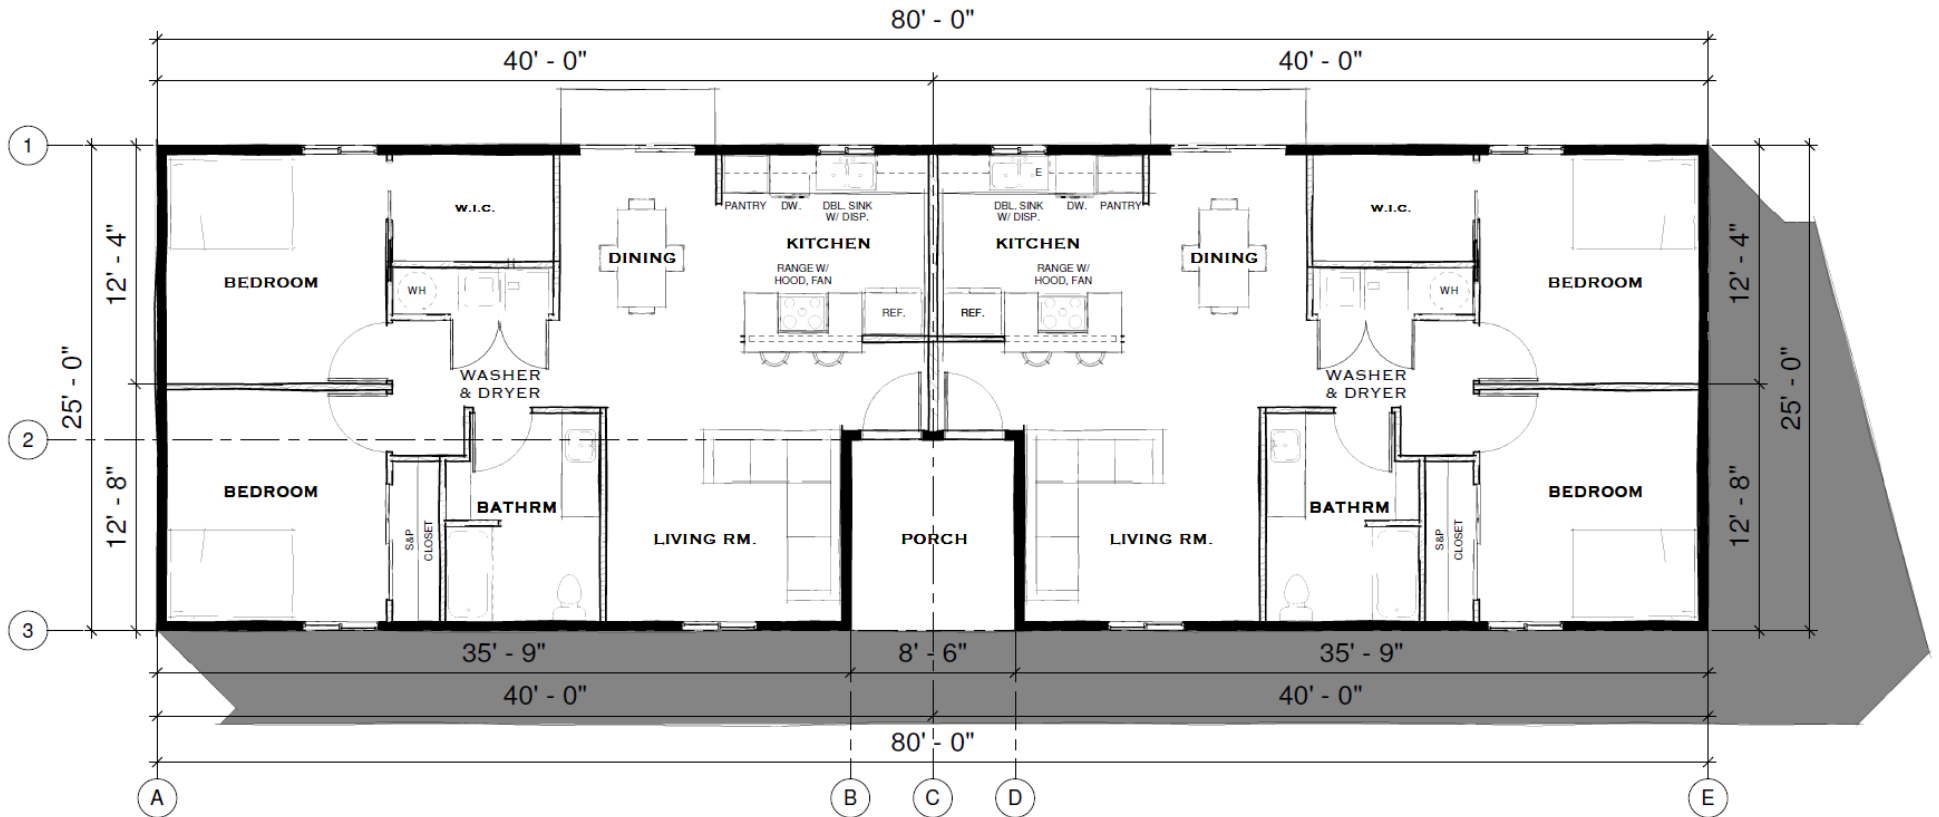 80' - 0"
40' - 0" 40' - 0"
1
PANTRY DW. DBL. SINK DBL. SINK DW. PANTRY
W/ DISP. W/ DISP.
E
W.I.C. W.I.C.
KITCHEN KITCHEN
DINING DINING
RANGE W/ RANGE W/
HOOD, FAN HOOD, FAN
BEDROOM BEDROOM
WH WH
REF. REF.
12' - 4" 12' - 4"
WASHER WASHER
& DRYER & DRYER
25' - 0" 25' - 0"
2
BEDROOM BEDROOM
BATHRM BATHRM
12' - 8" 12' - 8"
S&P S&P
CLOSET CLOSET
LIVING RM. PORCH LIVING RM.
3
35' - 9" 8' - 6" 35' - 9"
40' - 0" 40' - 0"
80' - 0"
A B C D E